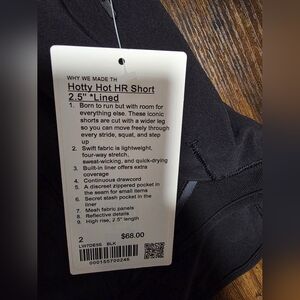 WHY WE MADE TH
Hotty Hot HR Short
2.5" *Lined
1. Born to run but with room for
everything else. These iconic
shorts are cut with a wider leg
so you can move freely through
every stride, squat, and step
up
2. Swift fabric is lightweight,
four-way stretch,
sweat-wicking, and quick-drying
3. Built-in liner offers extra
coverage
4. Continuous drawcord
5. A discreet zippered pocket in
the seam for small items
6. Secret stash pocket in the
liner
7. Mesh fabric panels
8. Reflective details
9. High rise, 2.5" length
2 $68.00
LW7DE5S BLK
000155700246